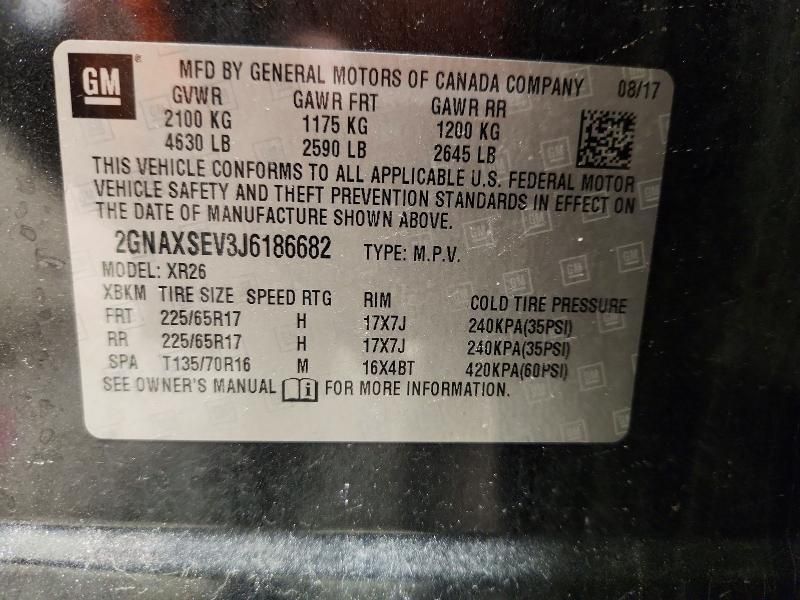 GM
MFD BY GENERAL MOTORS OF CANADA COMPANY 08/17
GVWR GAWR FRT GAWR RR
2100 KG 1175 KG 1200 KG
4630 LB 2590 LB 2645 LB
THIS VEHICLE CONFORMS TO ALL APPLICABLE U.S. FEDERAL MOTOR
VEHICLE SAFETY AND THEFT PREVENTION STANDARDS IN EFFECT ON
THE DATE OF MANUFACTURE SHOWN ABOVE.
2GNAXSEV3J6186682 TYPE: M.P.V.
MODEL: XR26
XBKM TIRE SIZE SPEED RTG RIM COLD TIRE PRESSURE
FRT 225/65R17 H 17X7J 240KPA(35PSI)
RR 225/65R17 H 17X7J 240KPA(35PSI)
SPA T135/70R16 M 16X4BT 420KPA(60PSI)
SEE OWNER'S MANUAL FOR MORE INFORMATION.